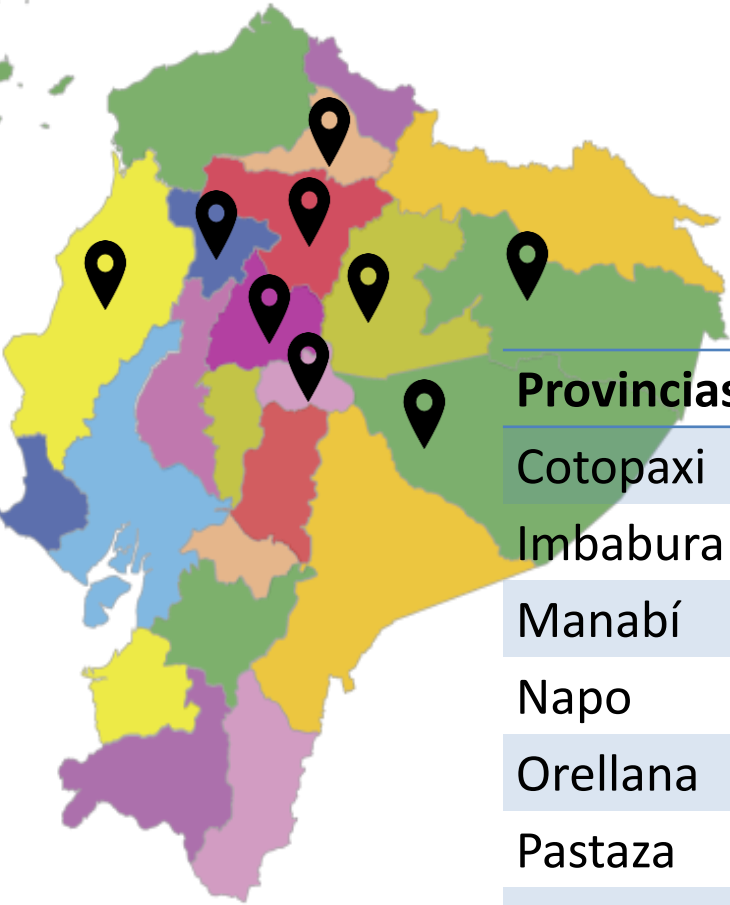 Provincias
Cotopaxi
Imbabura
Manabí
Napo
Orellana
Pastaza